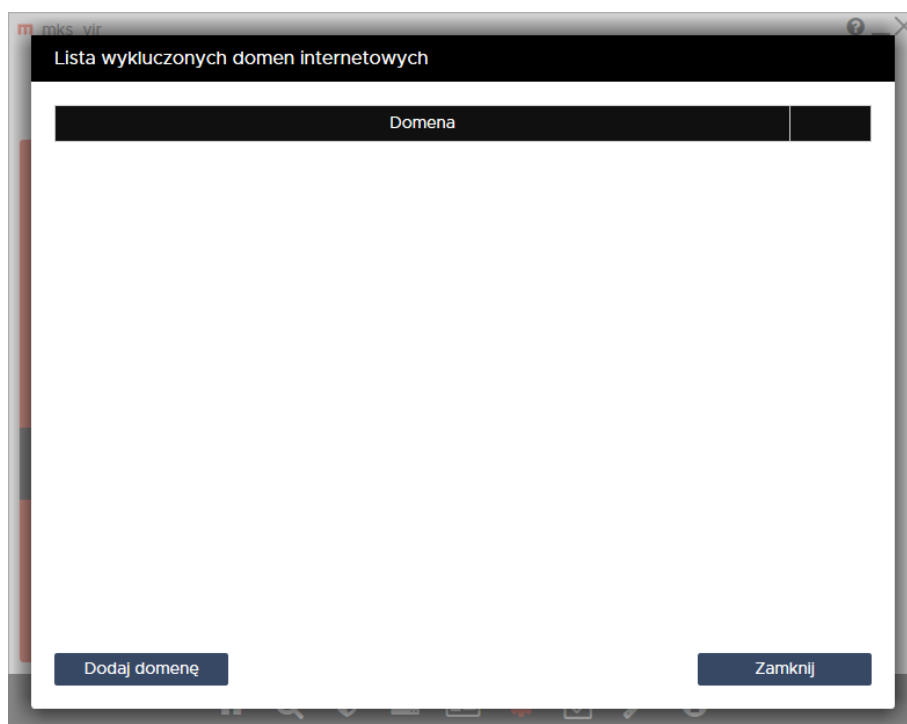 m mks_vir
Lista wykluczonych domen internetowych
Domena
Dodaj domenę
Zamknij